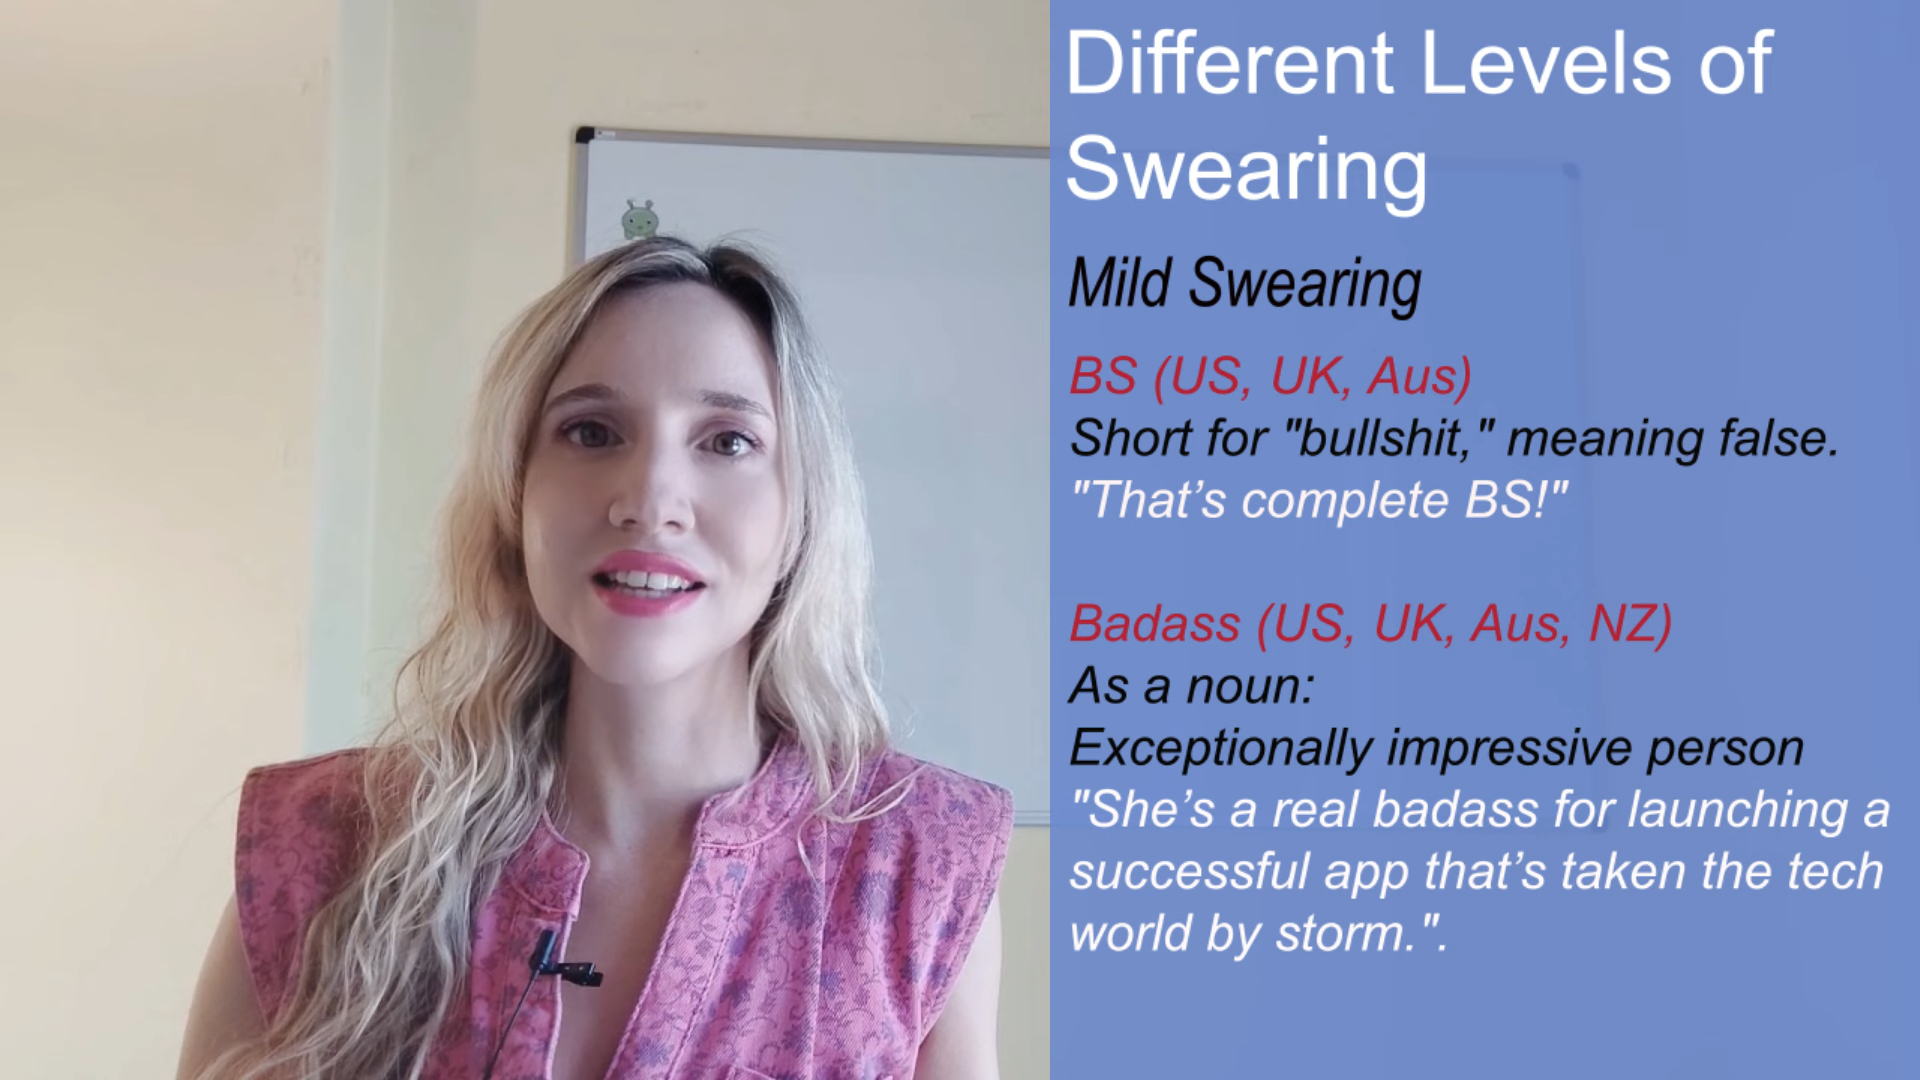 Different Levels of
Swearing
Mild Swearing
BS (US, UK, Aus)
Short for "bullshit," meaning false.
"That’s complete BS!"
Badass (US, UK, Aus, NZ)
As a noun:
Exceptionally impressive person
"She’s a real badass for launching a
successful app that’s taken the tech
world by storm.".